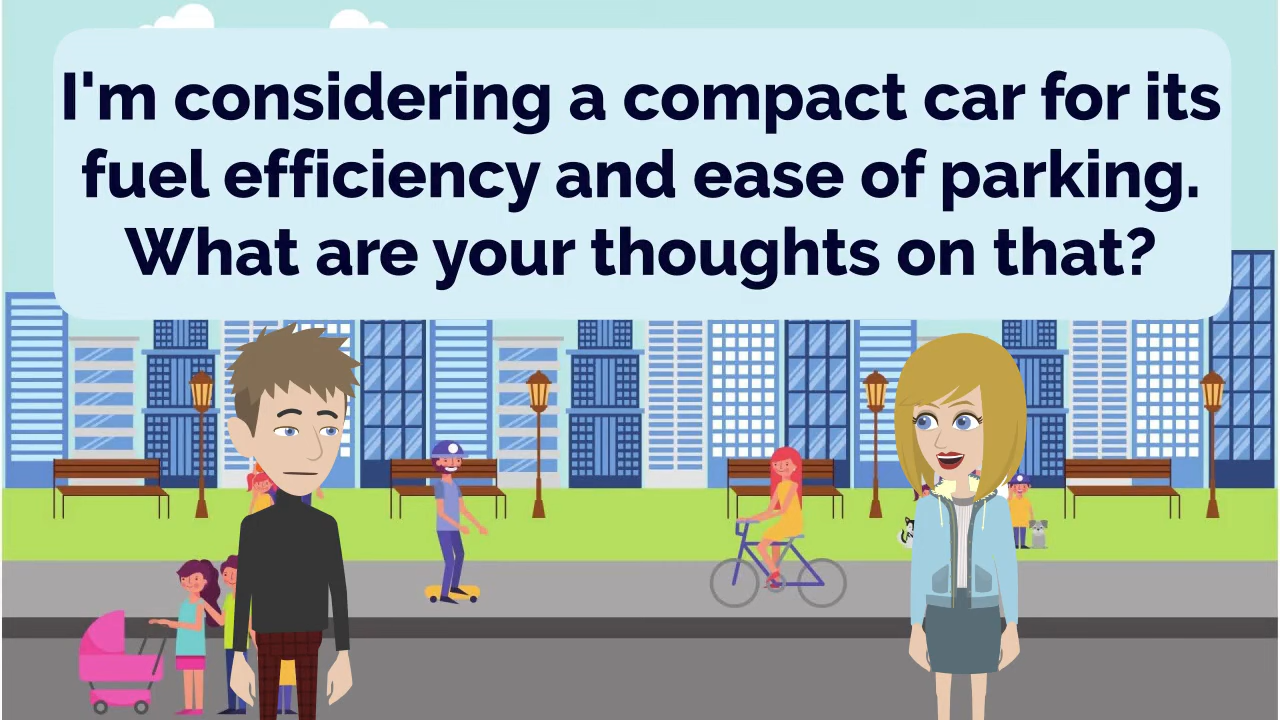 I'm considering a compact car for its
fuel efficiency and ease of parking.
What are your thoughts on that?